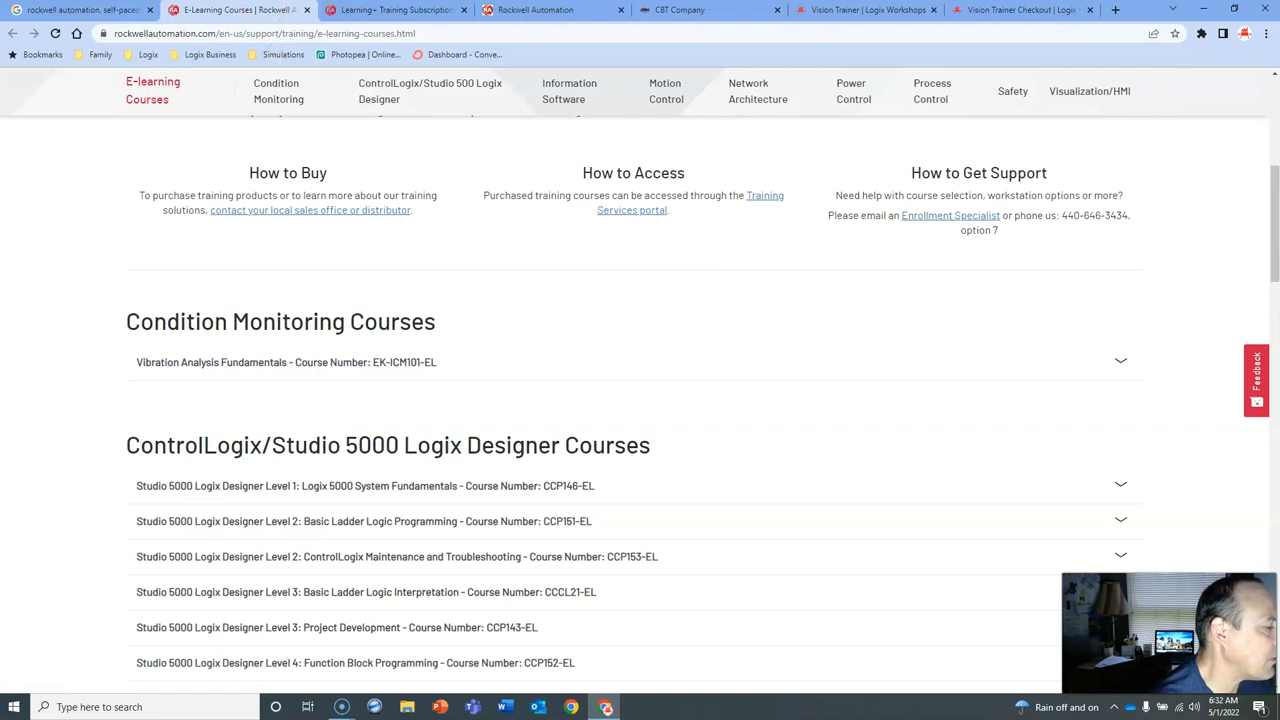 rockwell automation, self-paced
E-Learning Courses | Rockwell A
Learning+ Training Subscription
Rockwell Automation
CBT Company
Vision Trainer | Logix Workshops
Vision Trainer Checkout | Logix
rockwellautomation.com/en-us/support/training/e-learning-courses.html
Bookmarks
Family
Logix
Logix Business
Simulations
Photopea | Online...
Dashboard - Conve...
E-learning Courses
Condition Monitoring
ControlLogix/Studio 500 Logix Designer
Information Software
Motion Control
Network Architecture
Power Control
Process Control
Safety
Visualization/HMI
How to Buy
To purchase training products or to learn more about our training
solutions, contact your local sales office or distributor.
How to Access
Purchased training courses can be accessed through the Training
Services portal.
How to Get Support
Need help with course selection, workstation options or more?
Please email an Enrollment Specialist or phone us: 440-646-3434,
option 7
Feedback
Condition Monitoring Courses
Vibration Analysis Fundamentals - Course Number: EK-ICM101-EL
ControlLogix/Studio 5000 Logix Designer Courses
Studio 5000 Logix Designer Level 1: Logix 5000 System Fundamentals - Course Number: CCP146-EL
Studio 5000 Logix Designer Level 2: Basic Ladder Logic Programming - Course Number: CCP151-EL
Studio 5000 Logix Designer Level 2: ControlLogix Maintenance and Troubleshooting - Course Number: CCP153-EL
Studio 5000 Logix Designer Level 3: Basic Ladder Logic Interpretation - Course Number: CCCL21-EL
Studio 5000 Logix Designer Level 3: Project Development - Course Number: CCP143-EL
Studio 5000 Logix Designer Level 4: Function Block Programming - Course Number: CCP152-EL
Type here to search
Rain off and on
6:32 AM
5/1/2022